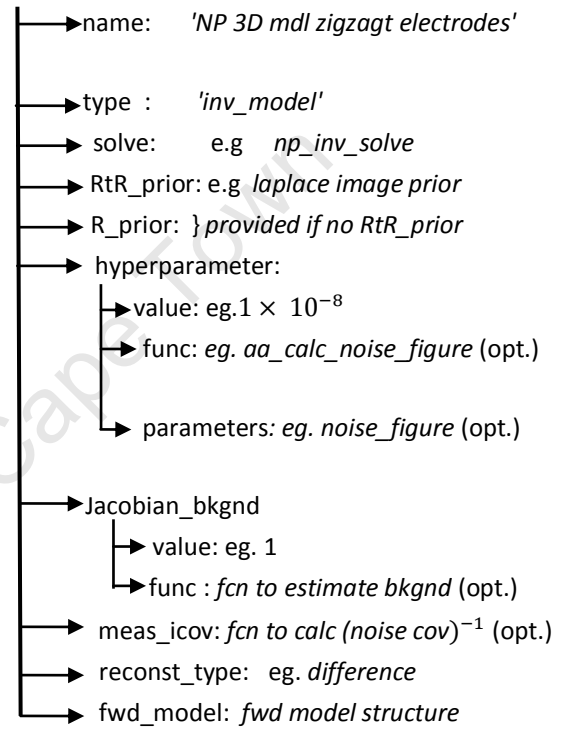 name: 'NP 3D mdl zigzagt electrodes'
type : 'inv_model'
solve: e.g np_inv_solve
RtR_prior: e.g laplace image prior
R_prior: } provided if no RtR_prior
hyperparameter:
value: eg.1 × 10⁻⁸
func: eg. aa_calc_noise_figure (opt.)
parameters: eg. noise_figure (opt.)
Jacobian_bkgnd
value: eg. 1
func : fcn to estimate bkgnd (opt.)
meas_icov: fcn to calc (noise cov)⁻¹ (opt.)
reconst_type: eg. difference
fwd_model: fwd model structure
Cape Town